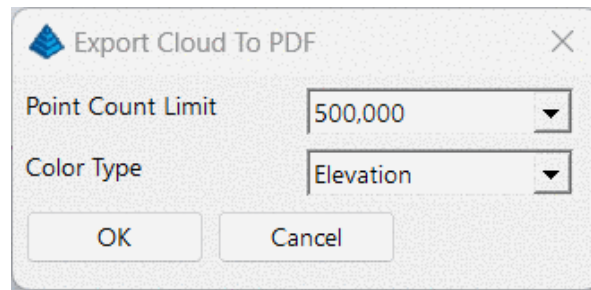 Export Cloud To PDF
Point Count Limit 500,000
Color Type Elevation
OK Cancel